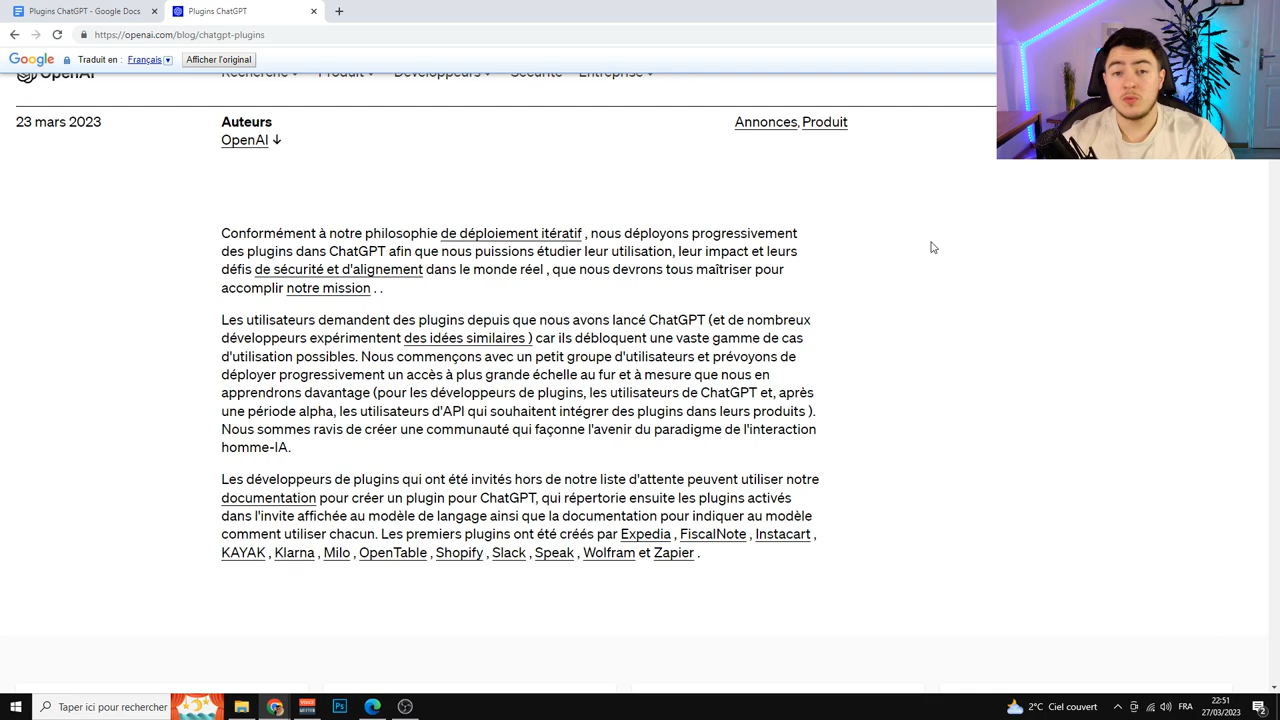 Plugins ChatGPT - Google Docs
Plugins ChatGPT
https://openai.com/blog/chatgpt-plugins
Google Traduit en : Français Afficher l'original
OpenAI Recherche Produit Développeurs Sécurité Entreprise
23 mars 2023
Auteurs
OpenAI ↓
Annonces, Produit
Conformément à notre philosophie de déploiement itératif , nous déployons progressivement
des plugins dans ChatGPT afin que nous puissions étudier leur utilisation, leur impact et leurs
défis de sécurité et d'alignement dans le monde réel , que nous devrons tous maîtriser pour
accomplir notre mission . .
Les utilisateurs demandent des plugins depuis que nous avons lancé ChatGPT (et de nombreux
développeurs expérimentent des idées similaires ) car ils débloquent une vaste gamme de cas
d'utilisation possibles. Nous commençons avec un petit groupe d'utilisateurs et prévoyons de
déployer progressivement un accès à plus grande échelle au fur et à mesure que nous en
apprendrons davantage (pour les développeurs de plugins, les utilisateurs de ChatGPT et, après
une période alpha, les utilisateurs d'API qui souhaitent intégrer des plugins dans leurs produits ).
Nous sommes ravis de créer une communauté qui façonne l'avenir du paradigme de l'interaction
homme-IA.
Les développeurs de plugins qui ont été invités hors de notre liste d'attente peuvent utiliser notre
documentation pour créer un plugin pour ChatGPT, qui répertorie ensuite les plugins activés
dans l'invite affichée au modèle de langage ainsi que la documentation pour indiquer au modèle
comment utiliser chacun. Les premiers plugins ont été créés par Expedia , FiscalNote , Instacart ,
KAYAK , Klarna , Milo , OpenTable , Shopify , Slack , Speak , Wolfram et Zapier .
Taper ici pour rechercher
Ps
2°C Ciel couvert
FRA
22:51
27/03/2023
2